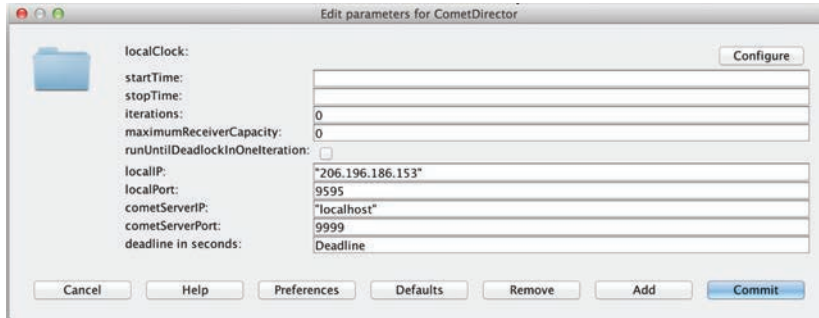 Edit parameters for CometDirector
localClock: Configure
startTime:
stopTime:
iterations: 0
maximumReceiverCapacity: 0
runUntilDeadlockInOneIteration:
localIP: "206.196.186.153"
localPort: 9595
cometServerIP: "localhost"
cometServerPort: 9999
deadline in seconds: Deadline
Cancel Help Preferences Defaults Remove Add Commit